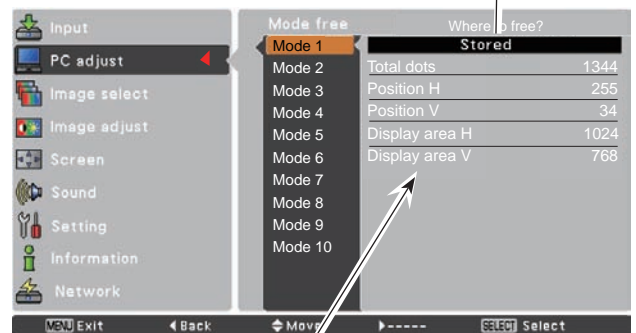 Input
PC adjust
Image select
Image adjust
Screen
Sound
Setting
Information
Network
Mode free
Mode 1
Mode 2
Mode 3
Mode 4
Mode 5
Mode 6
Mode 7
Mode 8
Mode 9
Mode 10
Where to free?
Stored
Total dots 1344
Position H 255
Position V 34
Display area H 1024
Display area V 768
MENU Exit ◀Back Move ▶----- SELECT Select